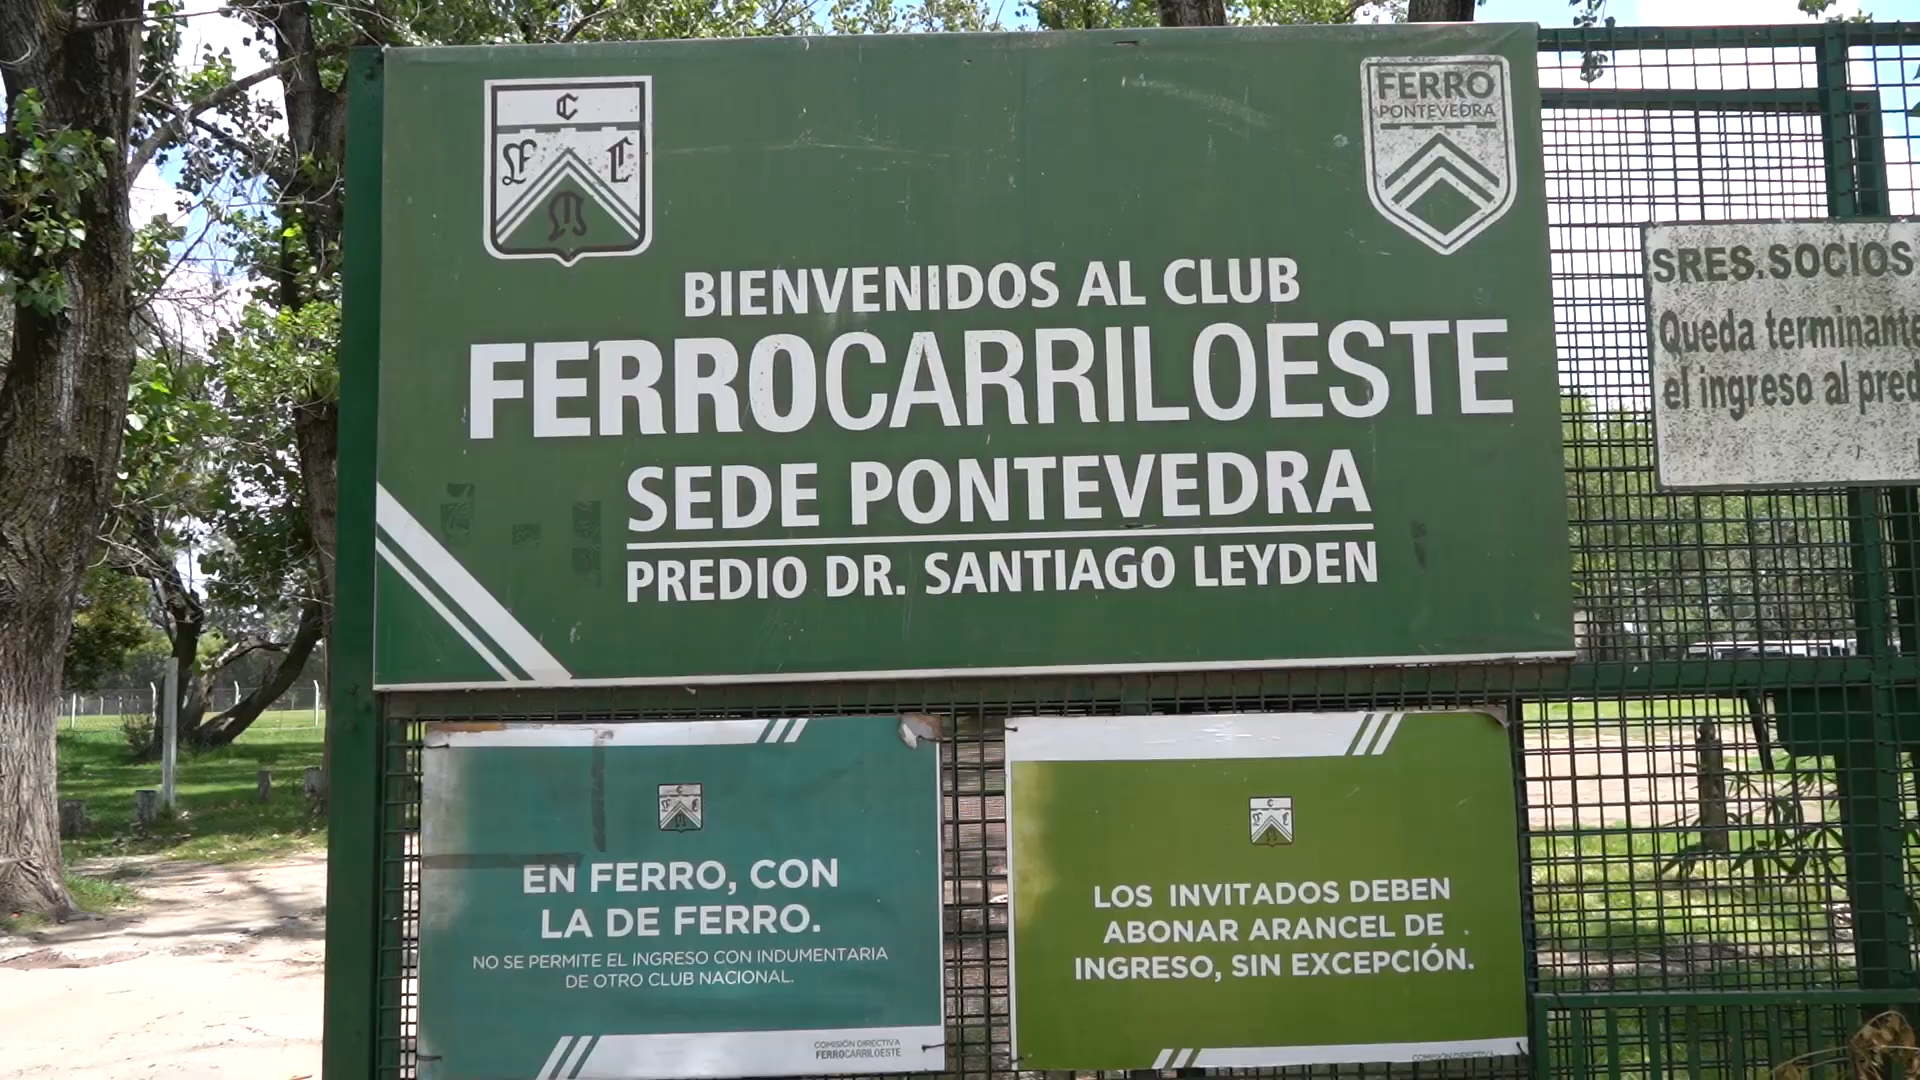 C
F C
O
FERRO
PONTEVEDRA
BIENVENIDOS AL CLUB
FERROCARRILOESTE
SEDE PONTEVEDRA
PREDIO DR. SANTIAGO LEYDEN
SRES. SOCIOS
Queda terminante
el ingreso al pred
EN FERRO, CON
LA DE FERRO.
NO SE PERMITE EL INGRESO CON INDUMENTARIA
DE OTRO CLUB NACIONAL.
COMISIÓN DIRECTIVA
FERROCARRILOESTE
LOS INVITADOS DEBEN
ABONAR ARANCEL DE
INGRESO, SIN EXCEPCIÓN.
COMISIÓN DIRECTIVA